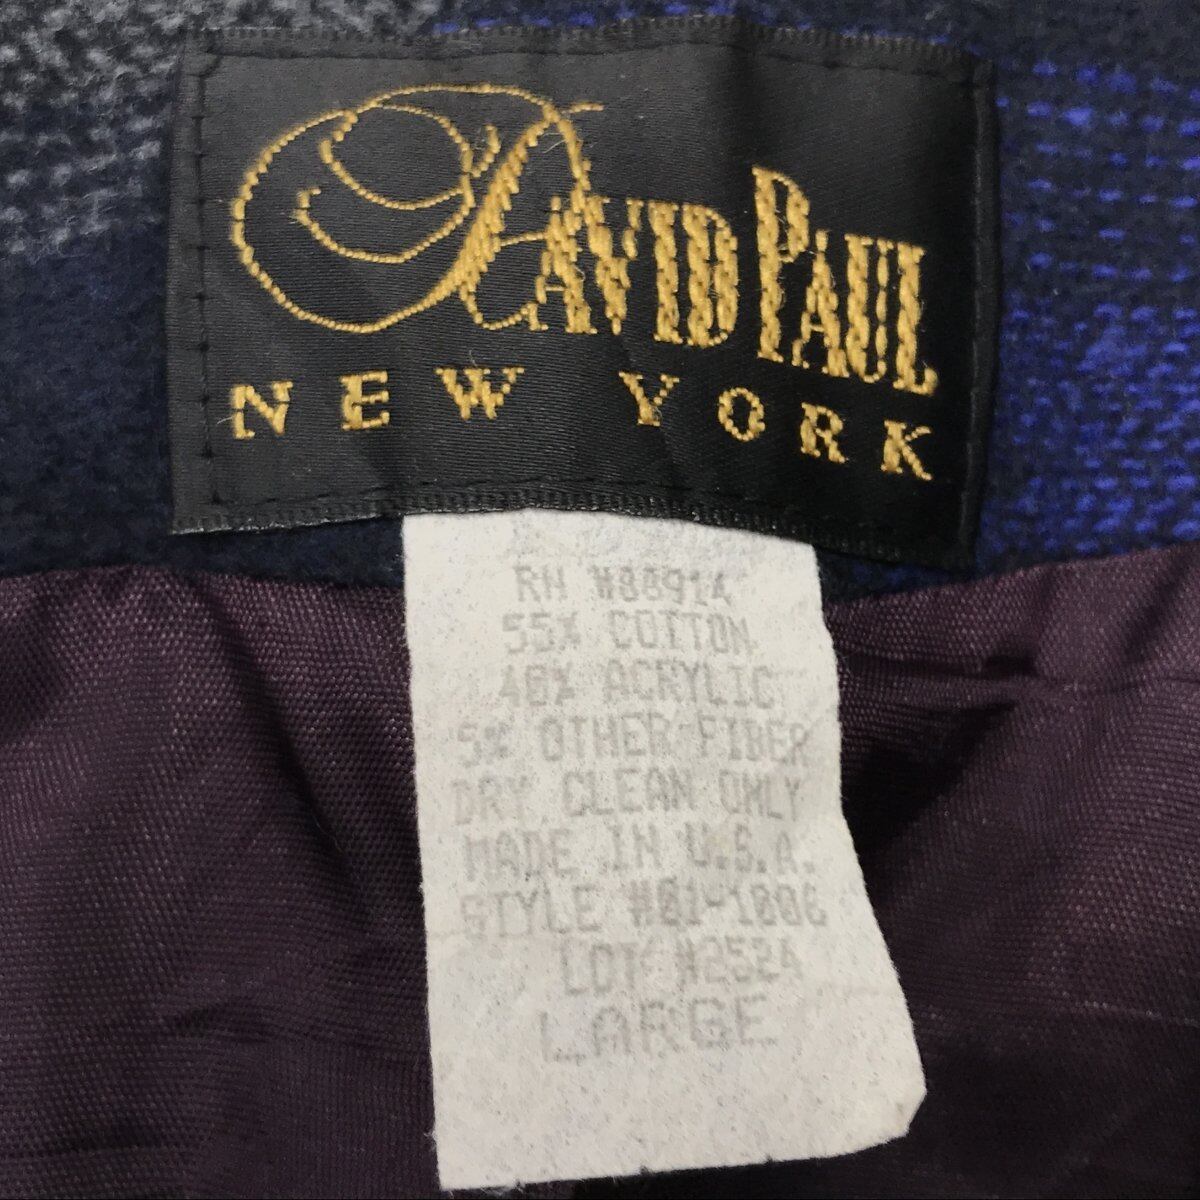 DAVID PAUL
NEW YORK
RN #88914
55% COTTON
40% ACRYLIC
5% OTHER FIBER
DRY CLEAN ONLY
MADE IN U.S.A.
STYLE #01-1006
LOT #2524
LARGE